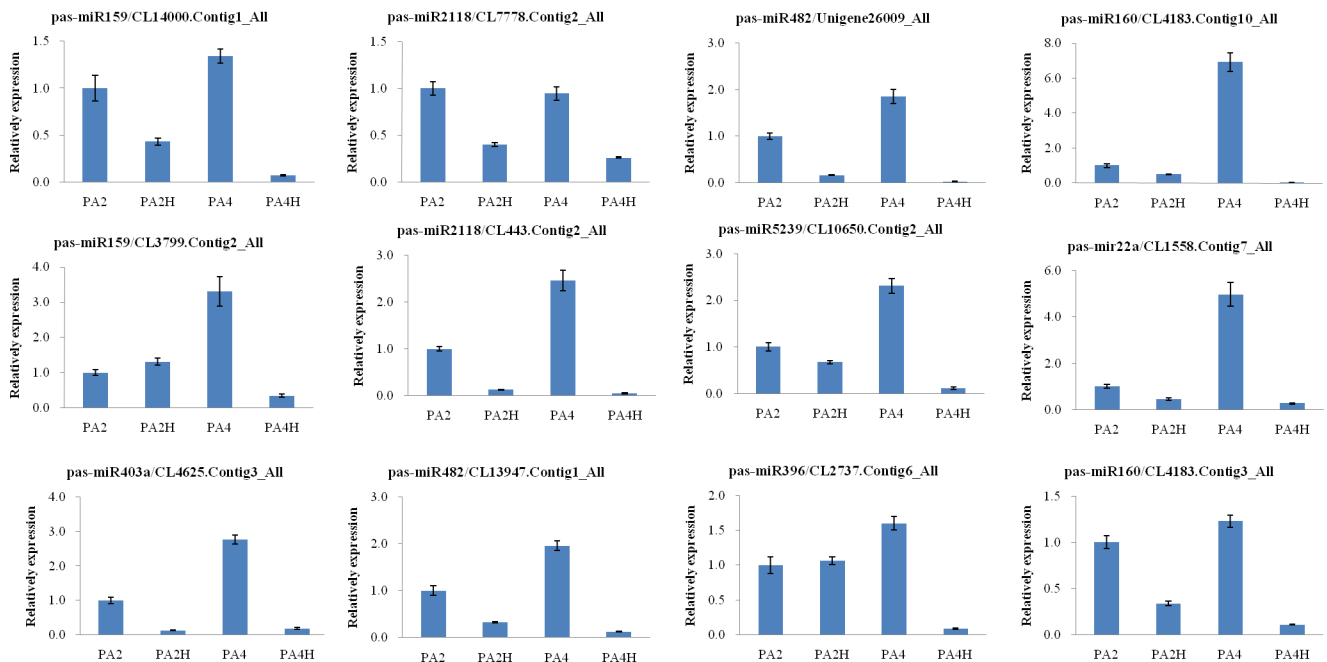 pas-miR159/CL14000.Contig1_All
Relatively expression
1.5
1.0
0.5
0.0
PA2 PA2H PA4 PA4H
pas-miR2118/CL7778.Contig2_All
Relatively expression
1.5
1.0
0.5
0.0
PA2 PA2H PA4 PA4H
pas-miR482/Unigene26009_All
Relatively expression
3.0
2.0
1.0
0.0
PA2 PA2H PA4 PA4H
pas-miR160/CL4183.Contig10_All
Relatively expression
8.0
6.0
4.0
2.0
0.0
PA2 PA2H PA4 PA4H
pas-miR159/CL3799.Contig2_All
Relatively expression
4.0
3.0
2.0
1.0
0.0
PA2 PA2H PA4 PA4H
pas-miR2118/CL443.Contig2_All
Relatively expression
3.0
2.0
1.0
0.0
PA2 PA2H PA4 PA4H
pas-miR5239/CL10650.Contig2_All
Relatively expression
3.0
2.0
1.0
0.0
PA2 PA2H PA4 PA4H
pas-mir22a/CL1558.Contig7_All
Relatively expression
6.0
4.0
2.0
0.0
PA2 PA2H PA4 PA4H
pas-miR403a/CL4625.Contig3_All
Relatively expression
4.0
3.0
2.0
1.0
0.0
PA2 PA2H PA4 PA4H
pas-miR482/CL13947.Contig1_All
Relatively expression
3.0
2.0
1.0
0.0
PA2 PA2H PA4 PA4H
pas-miR396/CL2737.Contig6_All
Relatively expression
2.0
1.5
1.0
0.5
0.0
PA2 PA2H PA4 PA4H
pas-miR160/CL4183.Contig3_All
Relatively expression
1.5
1.0
0.5
0.0
PA2 PA2H PA4 PA4H